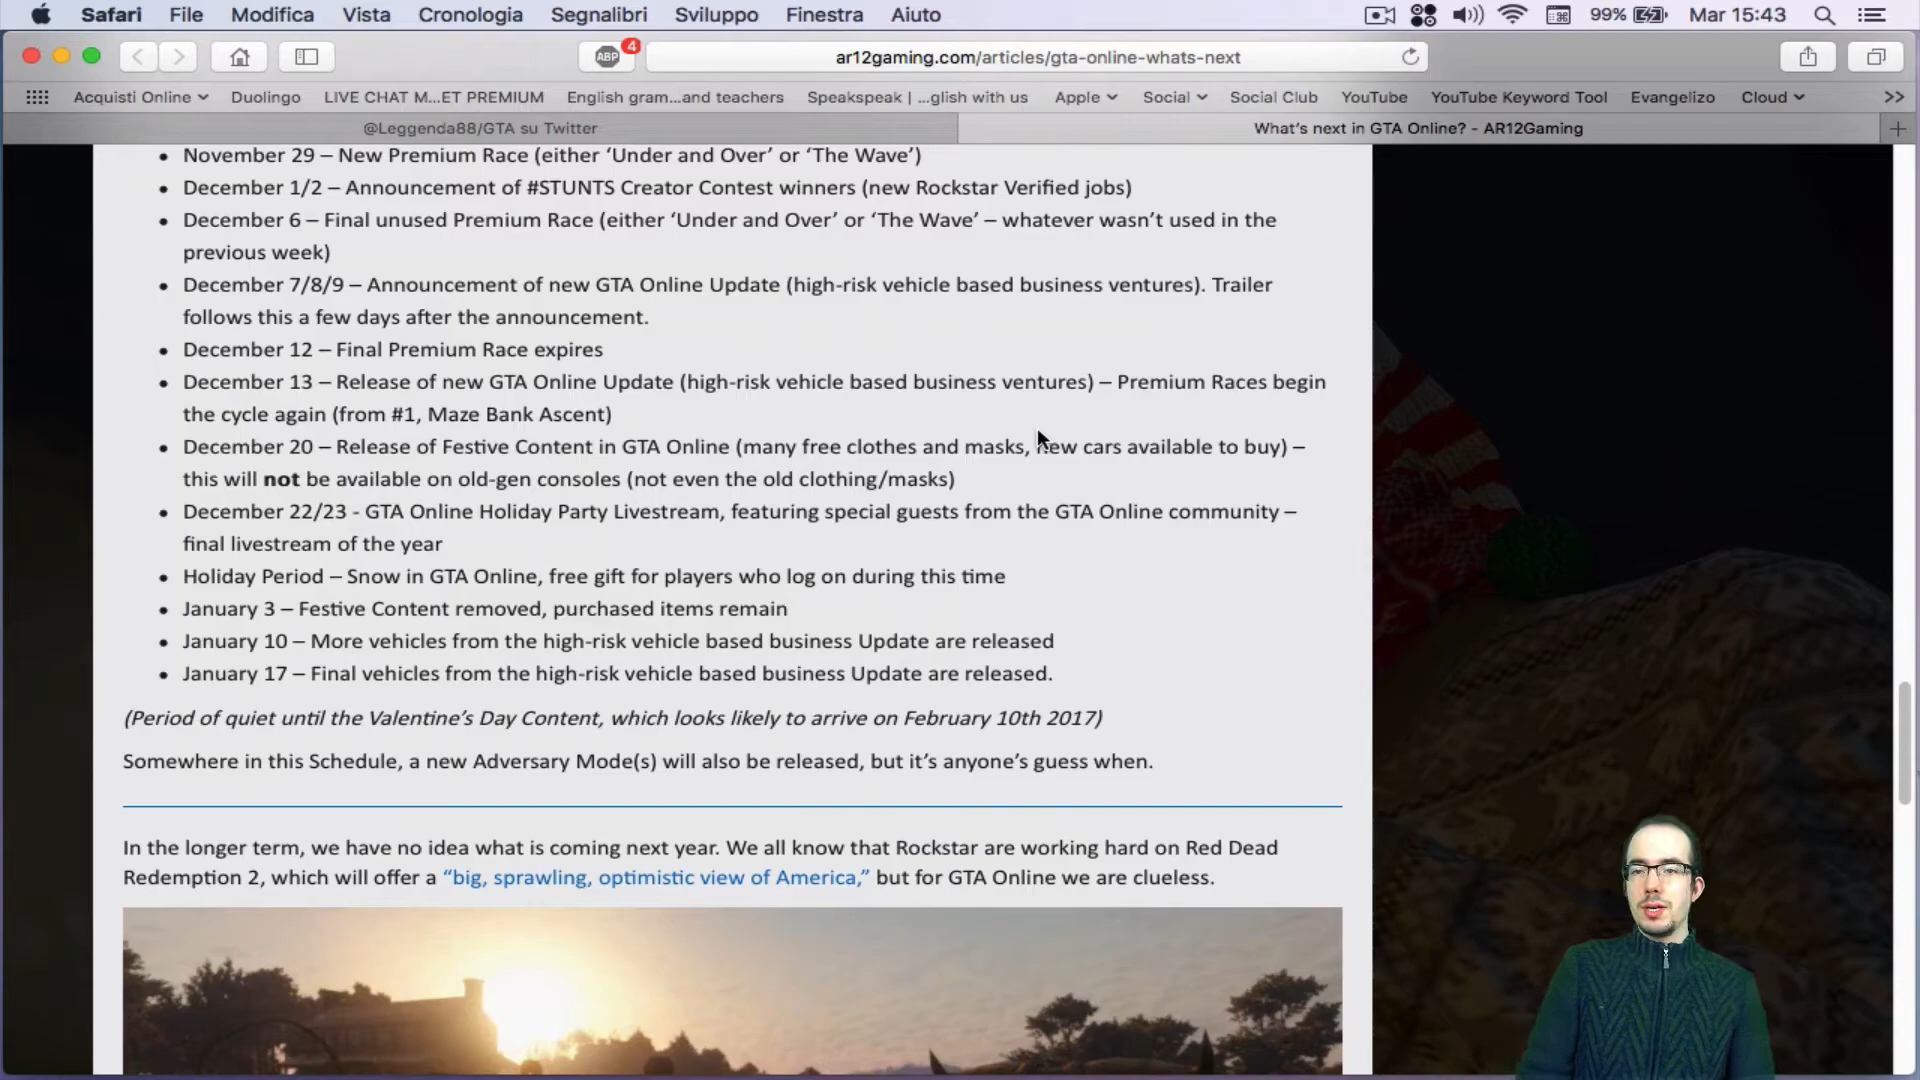 Safari File Modifica Vista Cronologia Segnalibri Sviluppo Finestra Aiuto 99% Mar 15:43
ABP 4 ar12gaming.com/articles/gta-online-whats-next
Acquisti Online Duolingo LIVE CHAT M...ET PREMIUM English gram...and teachers Speakspeak | ...glish with us Apple Social Social Club YouTube YouTube Keyword Tool Evangelizo Cloud >>
@Leggenda88/GTA su Twitter What's next in GTA Online? - AR12Gaming +
• November 29 – New Premium Race (either ‘Under and Over’ or ‘The Wave’)
• December 1/2 – Announcement of #STUNTS Creator Contest winners (new Rockstar Verified jobs)
• December 6 – Final unused Premium Race (either ‘Under and Over’ or ‘The Wave’ – whatever wasn’t used in the
previous week)
• December 7/8/9 – Announcement of new GTA Online Update (high-risk vehicle based business ventures). Trailer
follows this a few days after the announcement.
• December 12 – Final Premium Race expires
• December 13 – Release of new GTA Online Update (high-risk vehicle based business ventures) – Premium Races begin
the cycle again (from #1, Maze Bank Ascent)
• December 20 – Release of Festive Content in GTA Online (many free clothes and masks, new cars available to buy) –
this will not be available on old-gen consoles (not even the old clothing/masks)
• December 22/23 - GTA Online Holiday Party Livestream, featuring special guests from the GTA Online community –
final livestream of the year
• Holiday Period – Snow in GTA Online, free gift for players who log on during this time
• January 3 – Festive Content removed, purchased items remain
• January 10 – More vehicles from the high-risk vehicle based business Update are released
• January 17 – Final vehicles from the high-risk vehicle based business Update are released.
(Period of quiet until the Valentine’s Day Content, which looks likely to arrive on February 10th 2017)
Somewhere in this Schedule, a new Adversary Mode(s) will also be released, but it’s anyone’s guess when.
In the longer term, we have no idea what is coming next year. We all know that Rockstar are working hard on Red Dead
Redemption 2, which will offer a “big, sprawling, optimistic view of America,” but for GTA Online we are clueless.